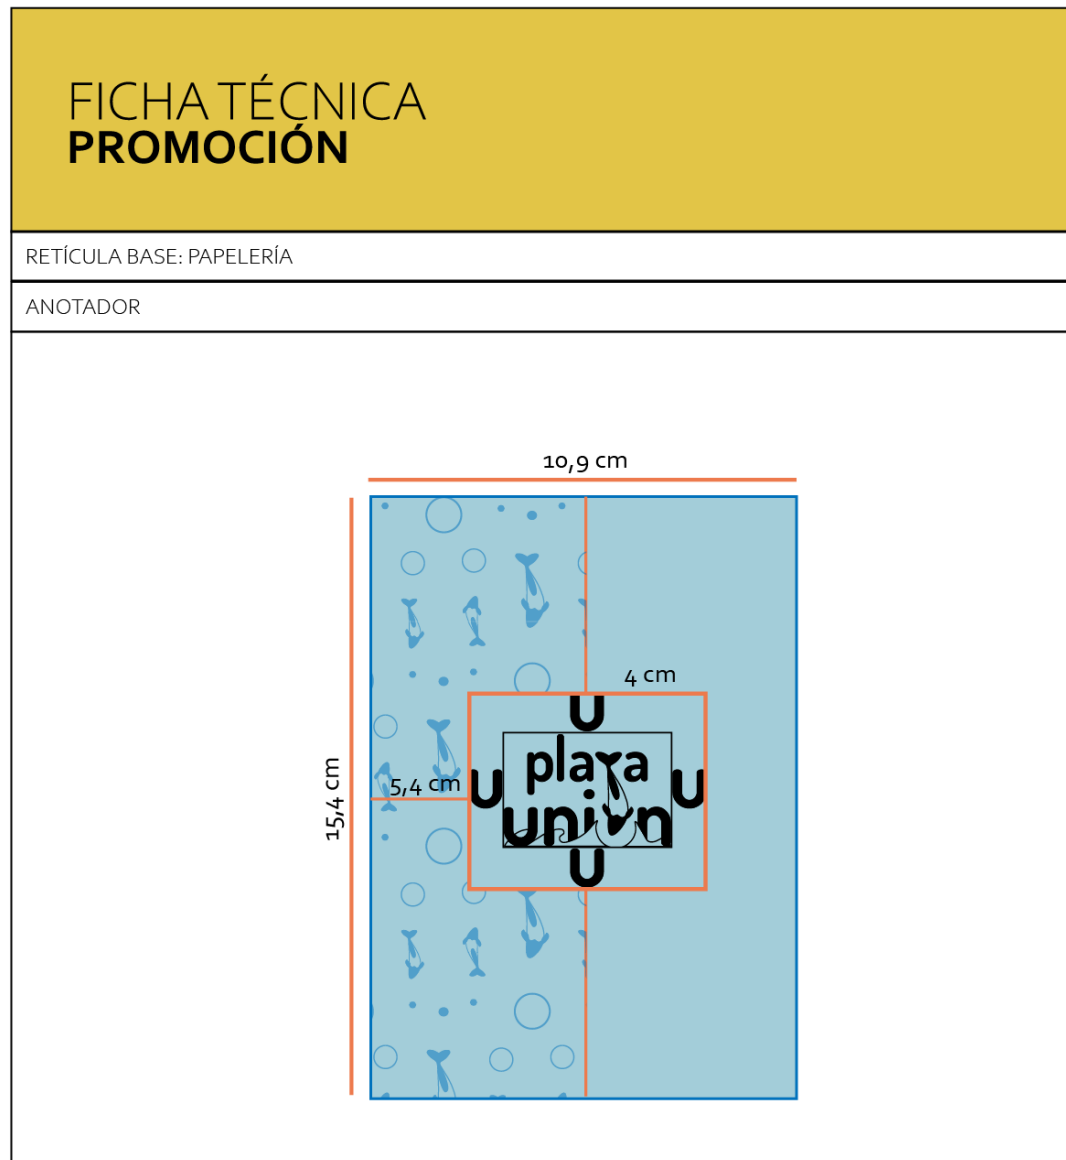 FICHA TÉCNICA
PROMOCIÓN
RETÍCULA BASE: PAPELERÍA
ANOTADOR
10,9 cm
4 cm
U
playa
5,4 cm
U
U
15,4 cm
unión
U